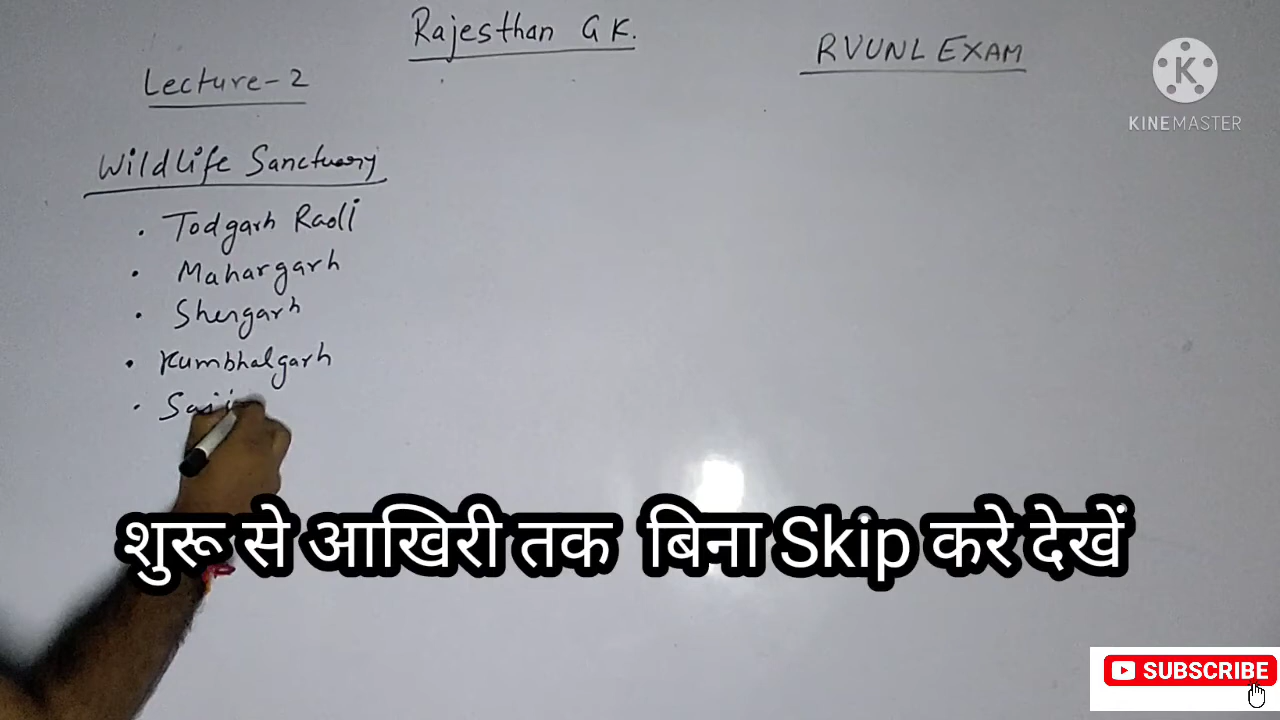 Rajesthan G K.
RVUNL EXAM
Lecture-2
KINEMASTER
Wildlife Sanctuary
• Todgarh Raoli
• Mahargarh
• Shergarh
• Kumbhalgarh
शुरू से आखिरी तक बिना Skip करे देखें
SUBSCRIBE